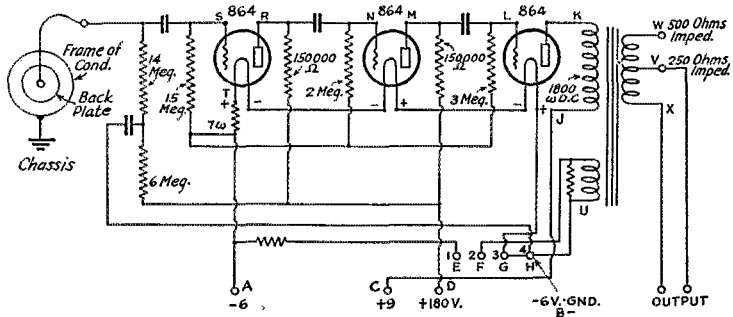 864
864
864
S
R
N
M
L
K
W 500 Ohms
Imped.
V 250 Ohms
Imped.
Frame of
Cond.
Back
Plate
Chassis
14
Meg.
1.5
Meg.
150000
Ω
2 Meg.
150000
Ω
3 Meg.
1800
ω D.C
T
-
-
+
-
+
J
X
7ω
6 Meg.
U
1
E
2
F
3
G
4
H
A
-6
C
+9
D
+180 V.
-6V.-GND.
B-
OUTPUT